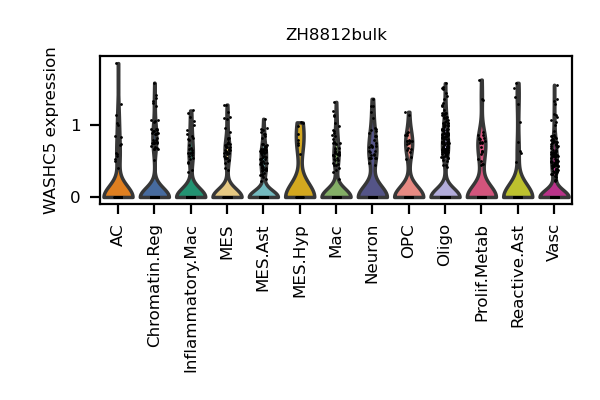 ZH8812bulk
WASHC5 expression
1
0
AC
Chromatin.Reg
Inflammatory.Mac
MES
MES.Ast
MES.Hyp
Mac
Neuron
OPC
Oligo
Prolif.Metab
Reactive.Ast
Vasc